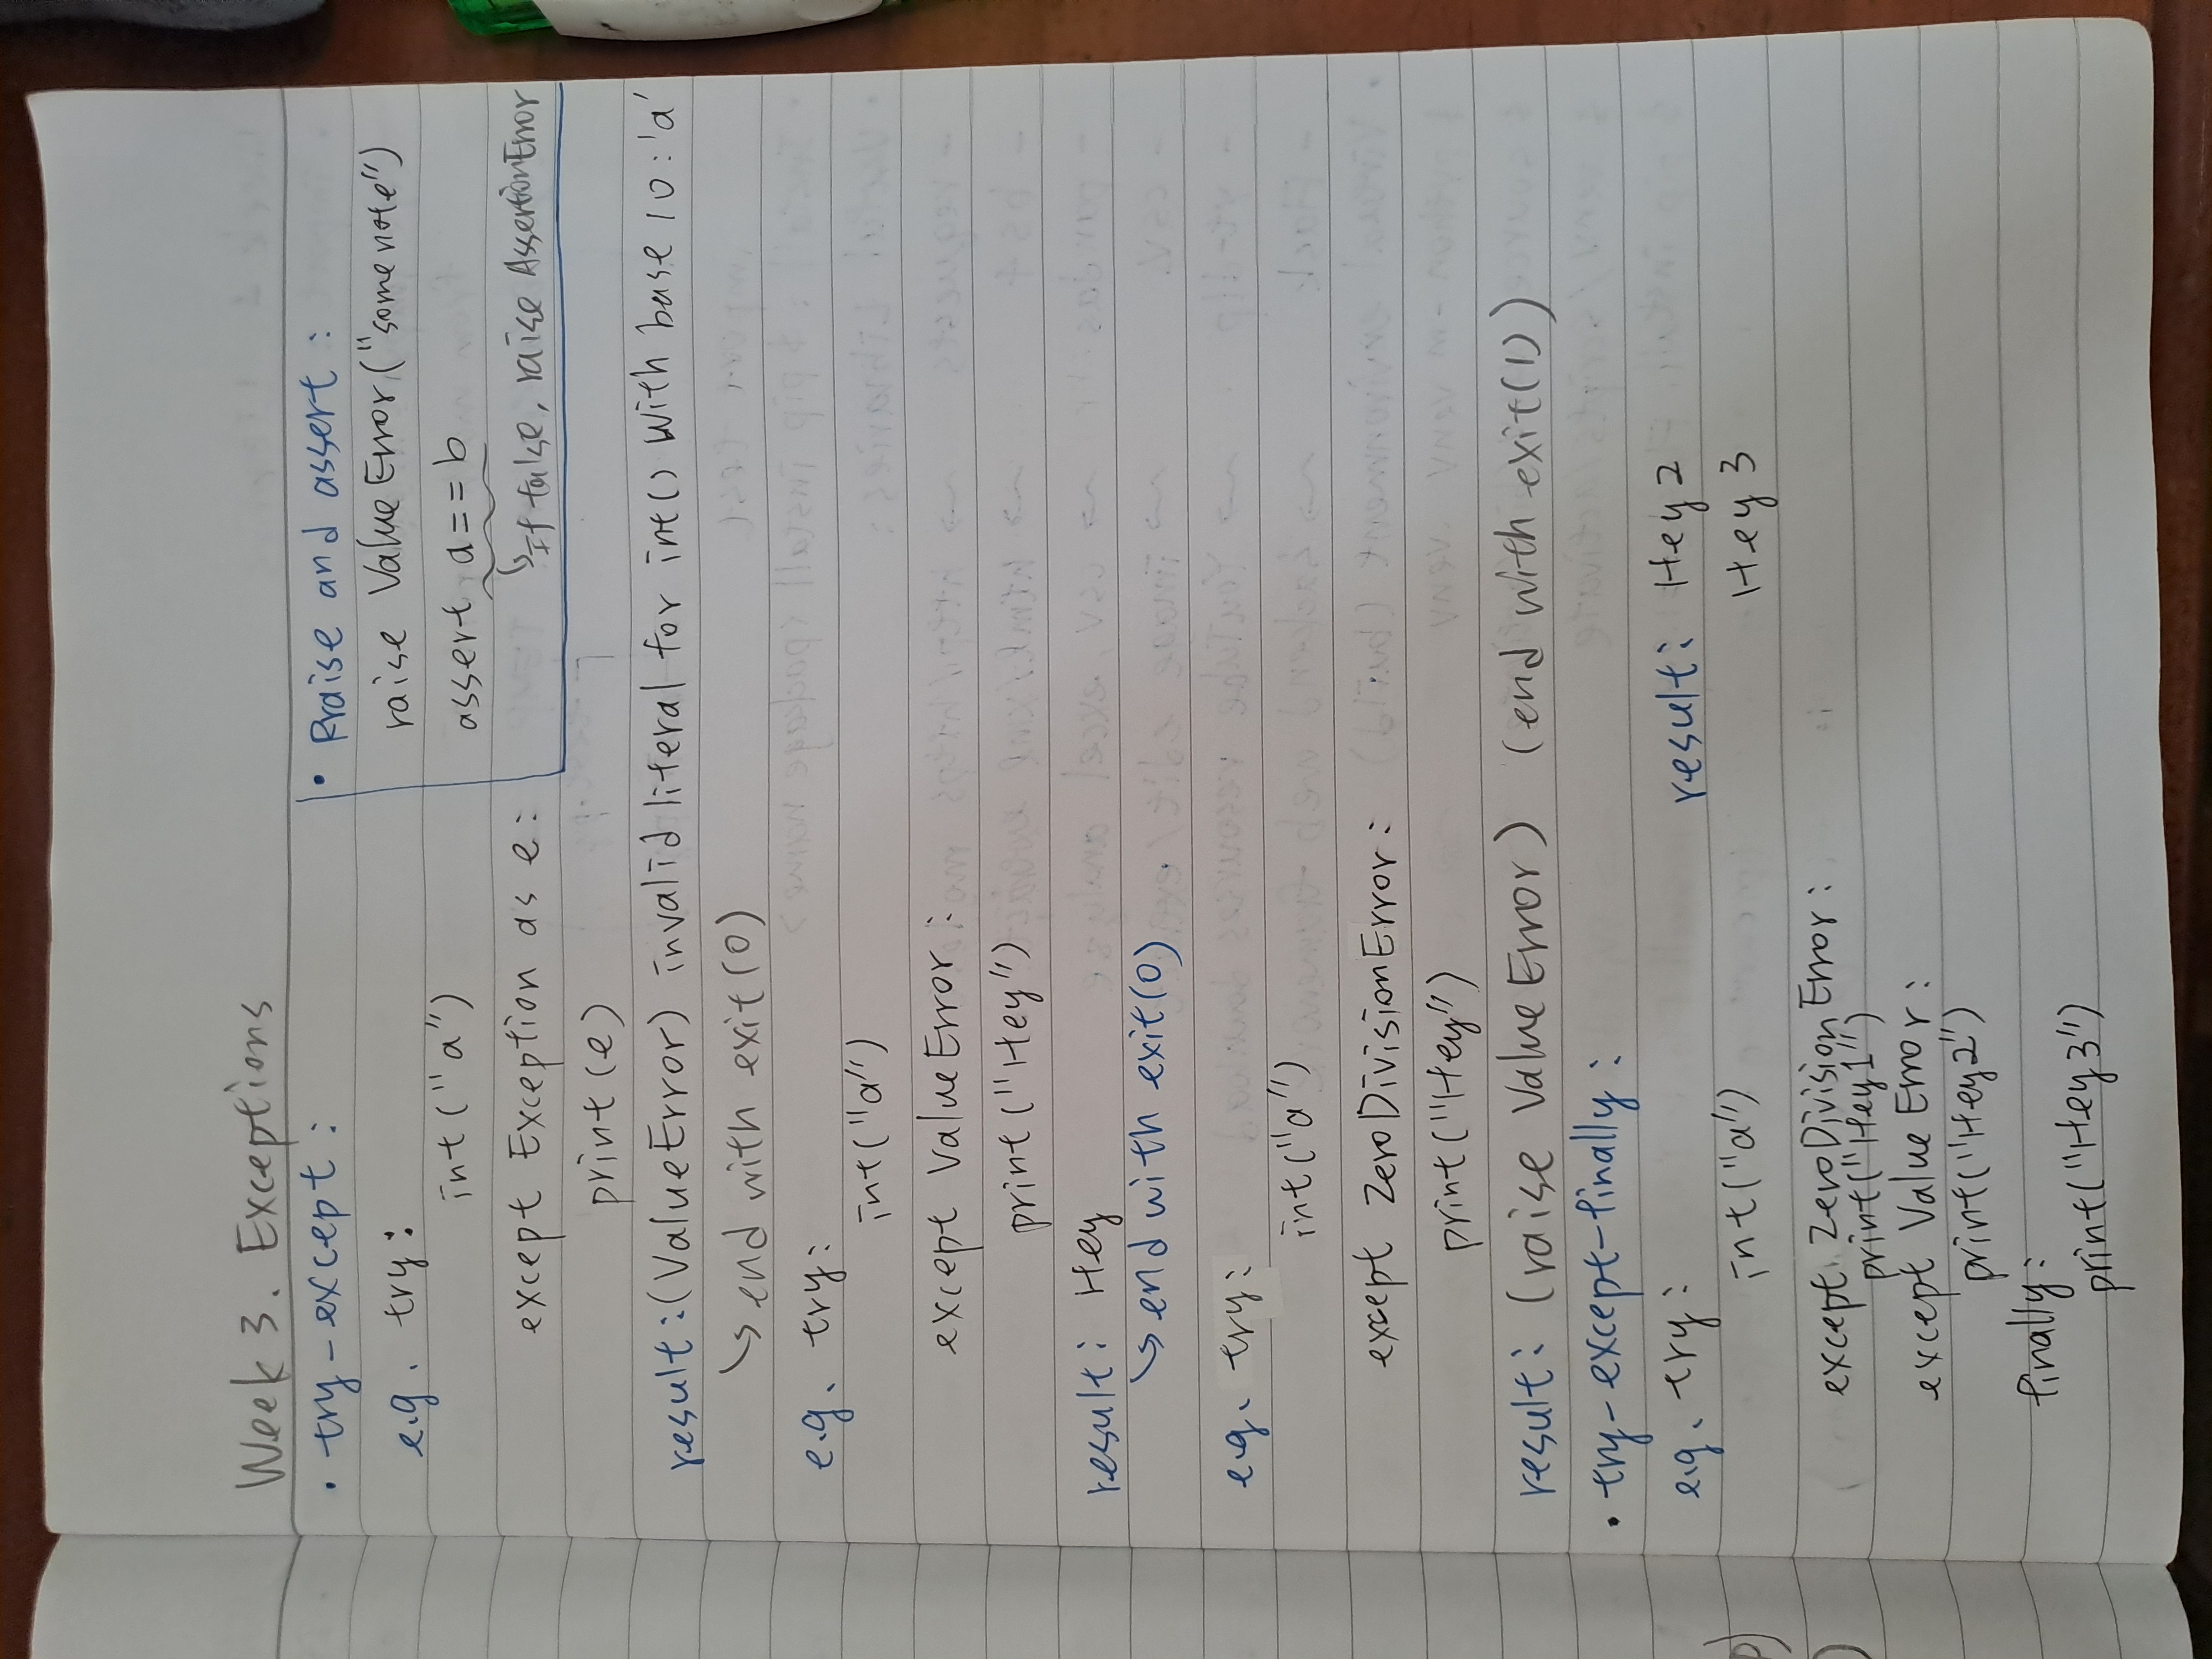 Week 3. Exceptions
• try-except:
e.g. try:
int("a")
except Exception as e:
print(e)
• Rraise and assert:
raise ValueError("some note")
assert a==b
↳If false, raise AssertionError
result:(ValueError) invalid literal for int() with base 10:'a'
↳ end with exit(0)
e.g. try:
int("a")
except ValueError:
print("Hey")
result: Hey
↳ end with exit(0)
e.g. try:
int("a")
except ZeroDivisionError:
print("Hey")
result: (raise ValueError) (end with exit(1))
• try-except-finally:
e.g. try:
int("a")
except ZeroDivisionError:
print("Hey1")
except ValueError:
print("Hey2")
finally:
print("Hey3")
result: Hey2
Hey3